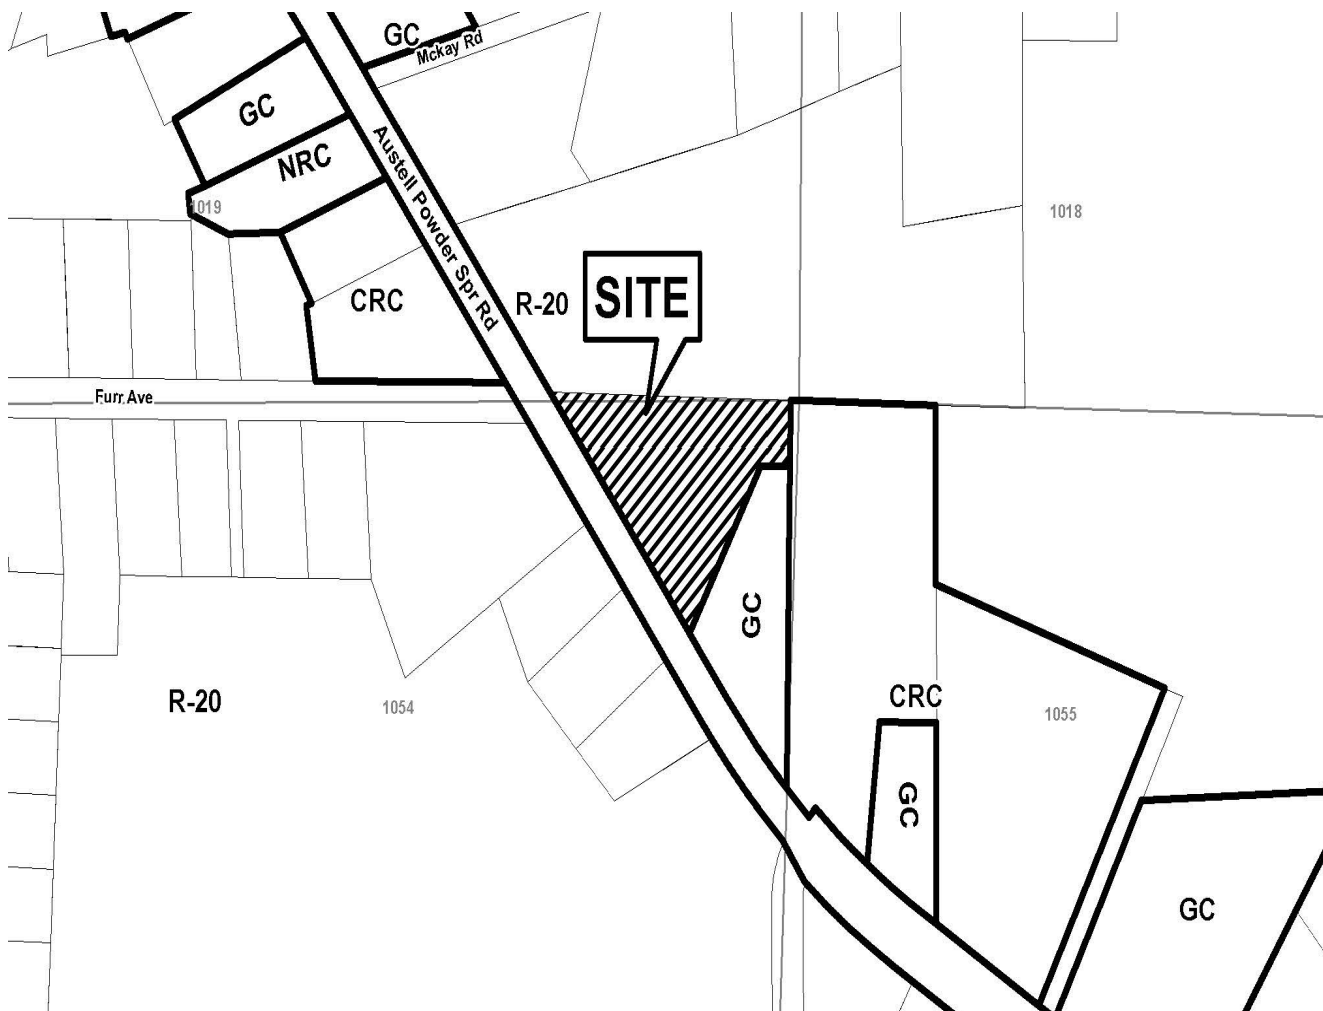 GC
Mckay Rd
GC
NRC
1019
1018
Austell Powder Spr Rd
R-20
SITE
CRC
Furr Ave
GC
R-20
1054
CRC
1055
GC
GC